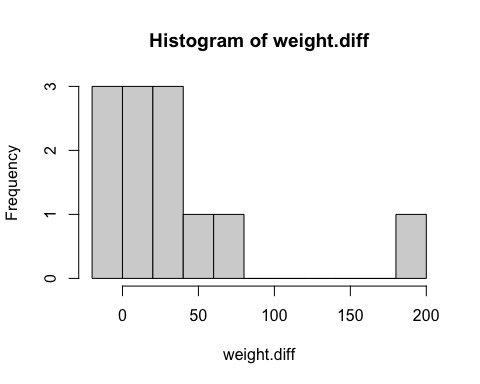 Histogram of weight.diff
Frequency
3
2
1
0
0 50 100 150 200
weight.diff